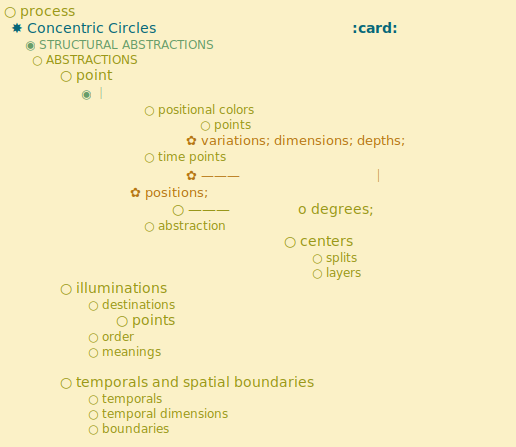 ○ process
✸ Concentric Circles :card:
◉ STRUCTURAL ABSTRACTIONS
○ ABSTRACTIONS
○ point
◉ |
○ positional colors
○ points
✿ variations; dimensions; depths;
○ time points
✿ ——— |
✿ positions;
○ ——— o degrees;
○ abstraction
○ centers
○ splits
○ layers
○ illuminations
○ destinations
○ points
○ order
○ meanings
○ temporals and spatial boundaries
○ temporals
○ temporal dimensions
○ boundaries